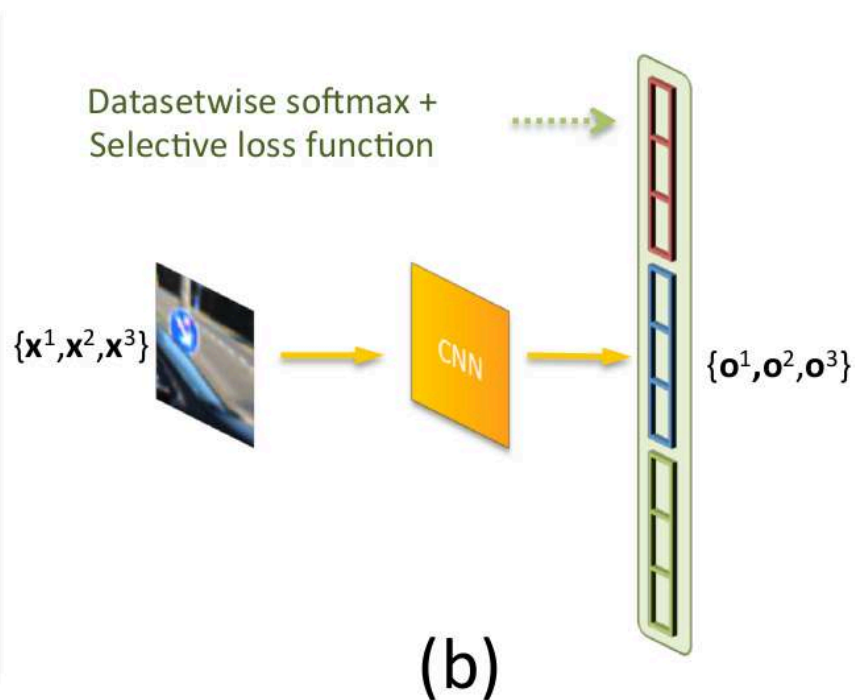 Datasetwise softmax +
Selective loss function
{x¹,x²,x³}
CNN
{o¹,o²,o³}
(b)